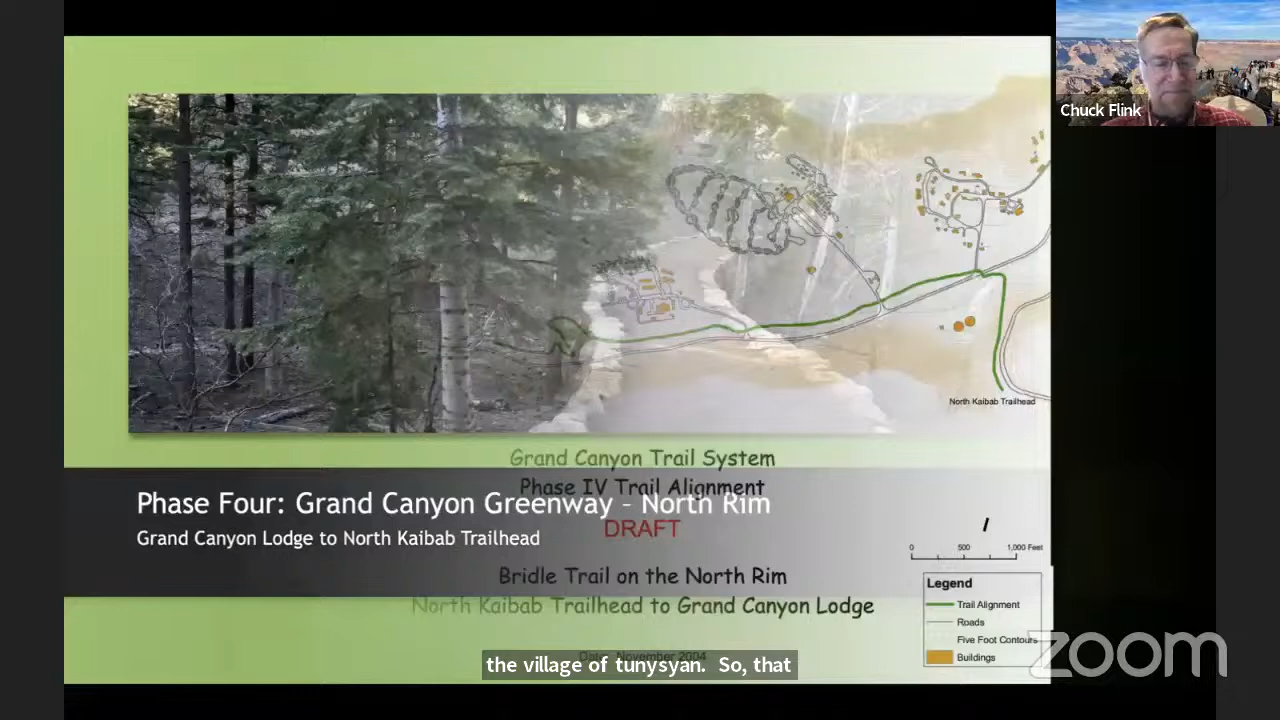 Chuck Flink
North Kaibab Trailhead
Grand Canyon Trail System
Phase IV Trail Alignment
Phase Four: Grand Canyon Greenway - North Rim
DRAFT
Grand Canyon Lodge to North Kaibab Trailhead
0 500 1,000 Feet
Bridle Trail on the North Rim
North Kaibab Trailhead to Grand Canyon Lodge
Legend
Trail Alignment
Roads
Five Foot Contours
Buildings
Date: November 2004
the village of tunysyan. So, that
zoom